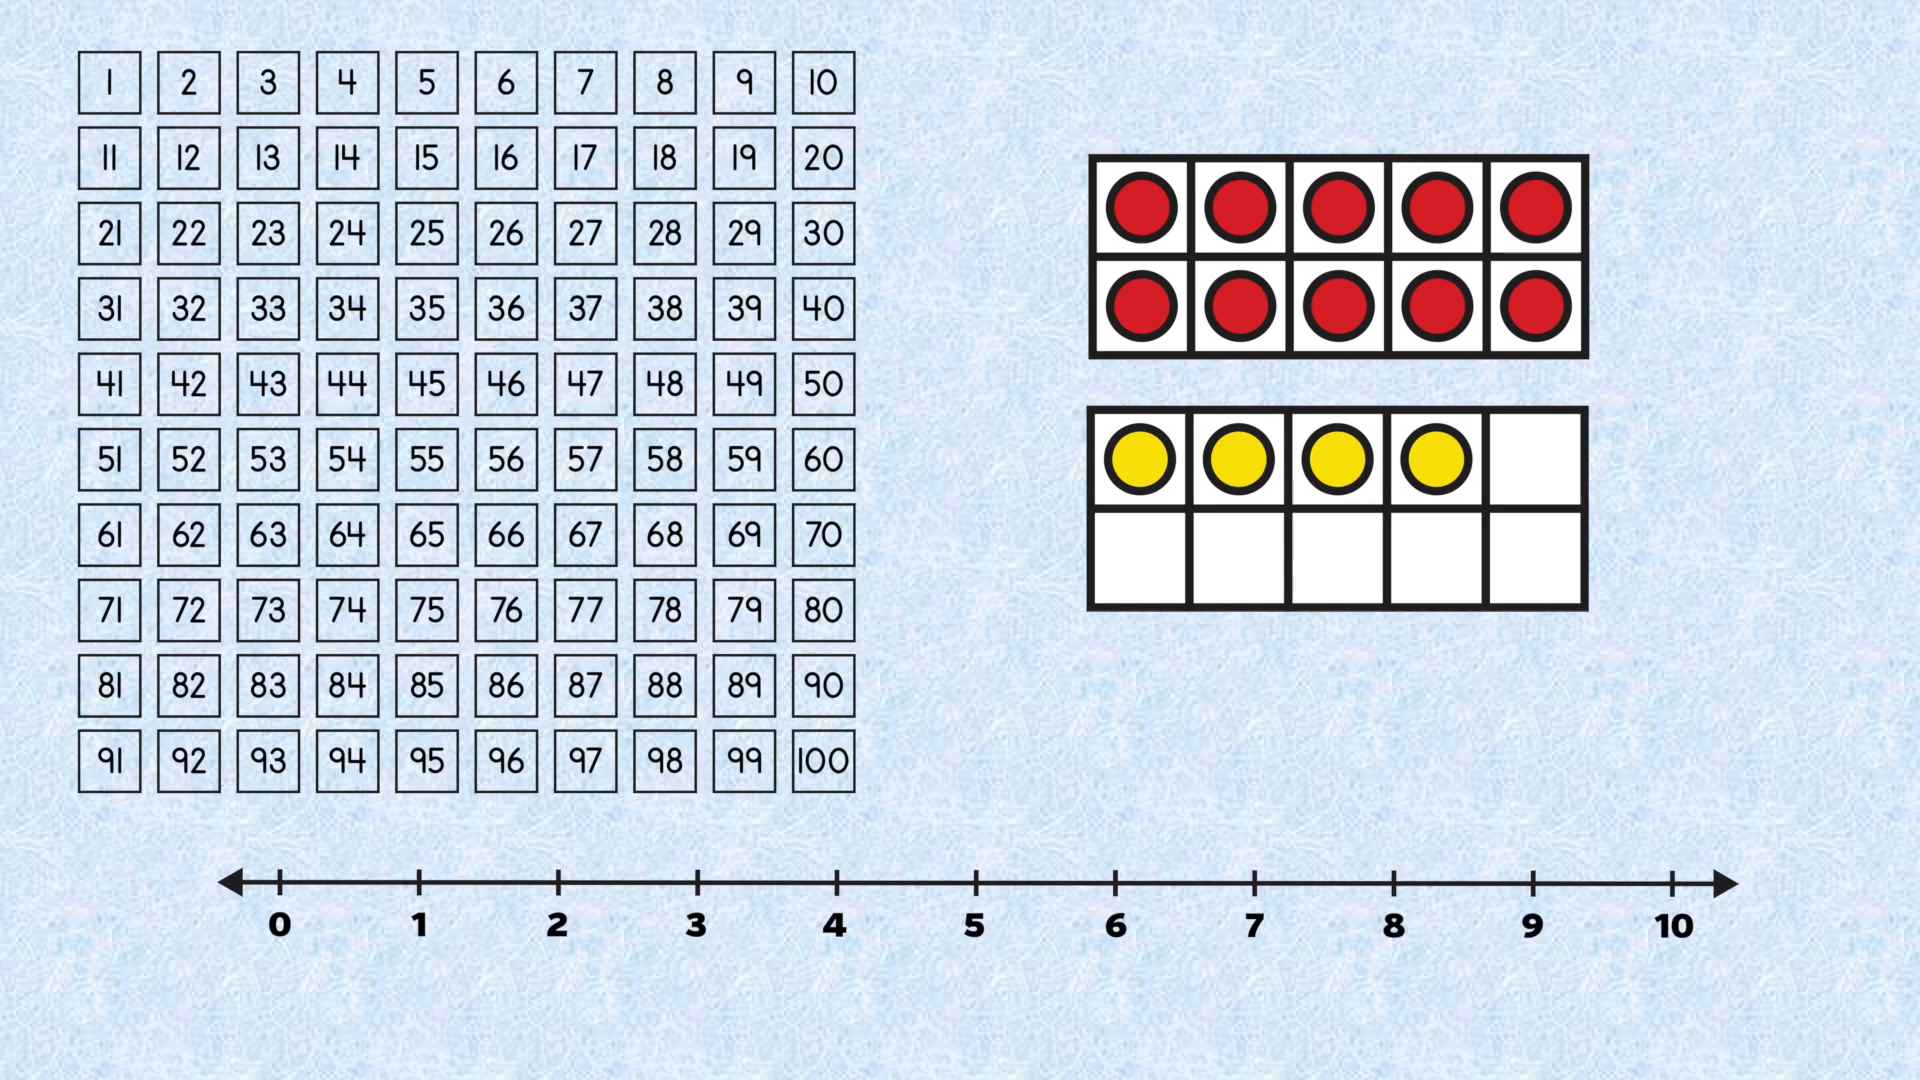 1 2 3 4 5 6 7 8 9 10
11 12 13 14 15 16 17 18 19 20
21 22 23 24 25 26 27 28 29 30
31 32 33 34 35 36 37 38 39 40
41 42 43 44 45 46 47 48 49 50
51 52 53 54 55 56 57 58 59 60
61 62 63 64 65 66 67 68 69 70
71 72 73 74 75 76 77 78 79 80
81 82 83 84 85 86 87 88 89 90
91 92 93 94 95 96 97 98 99 100
0 1 2 3 4 5 6 7 8 9 10